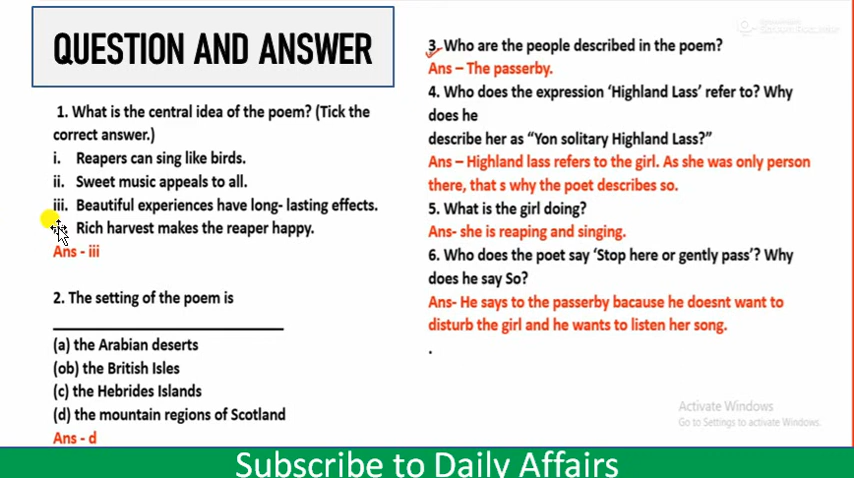 QUESTION AND ANSWER
1. What is the central idea of the poem? (Tick the
correct answer.)
i. Reapers can sing like birds.
ii. Sweet music appeals to all.
iii. Beautiful experiences have long- lasting effects.
Rich harvest makes the reaper happy.
Ans - iii
2. The setting of the poem is
(a) the Arabian deserts
(ob) the British Isles
(c) the Hebrides Islands
(d) the mountain regions of Scotland
Ans - d
3. Who are the people described in the poem?
Ans – The passerby.
4. Who does the expression ‘Highland Lass’ refer to? Why
does he
describe her as “Yon solitary Highland Lass?”
Ans – Highland lass refers to the girl. As she was only person
there, that s why the poet describes so.
5. What is the girl doing?
Ans- she is reaping and singing.
6. Who does the poet say ‘Stop here or gently pass’? Why
does he say So?
Ans- He says to the passerby bacause he doesnt want to
disturb the girl and he wants to listen her song.
.
Activate Windows
Go to Settings to activate Windows.
Subscribe to Daily Affairs